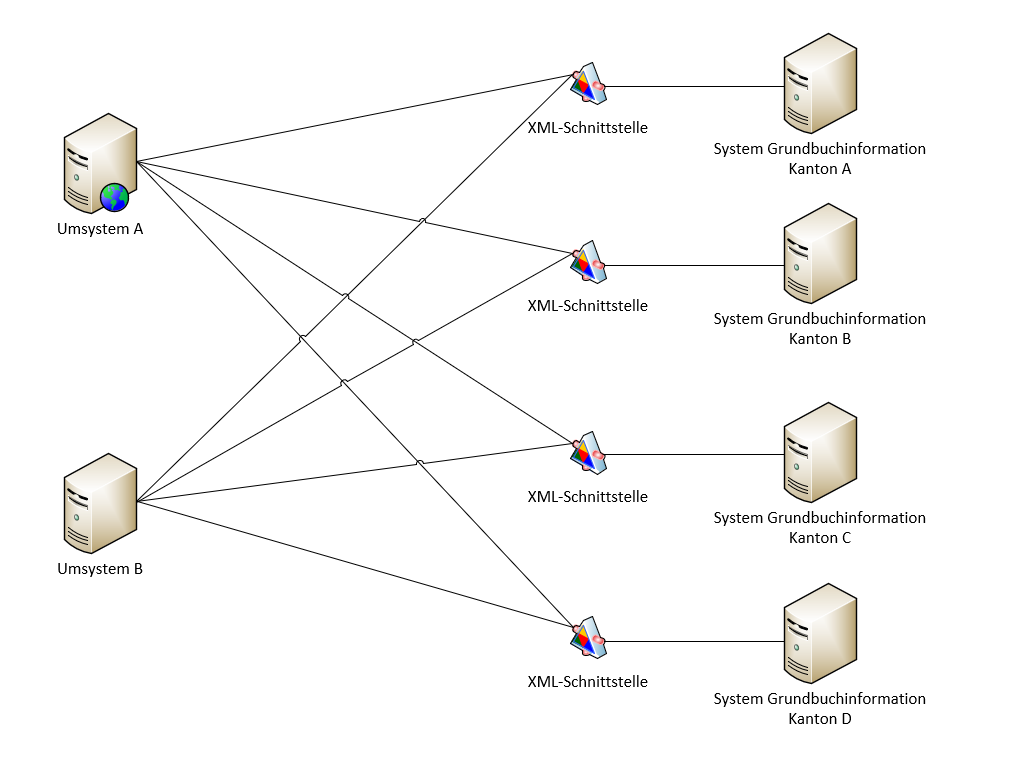 XML-Schnittstelle
System Grundbuchinformation
Kanton A
Umsystem A
XML-Schnittstelle
System Grundbuchinformation
Kanton B
XML-Schnittstelle
System Grundbuchinformation
Kanton C
Umsystem B
XML-Schnittstelle
System Grundbuchinformation
Kanton D